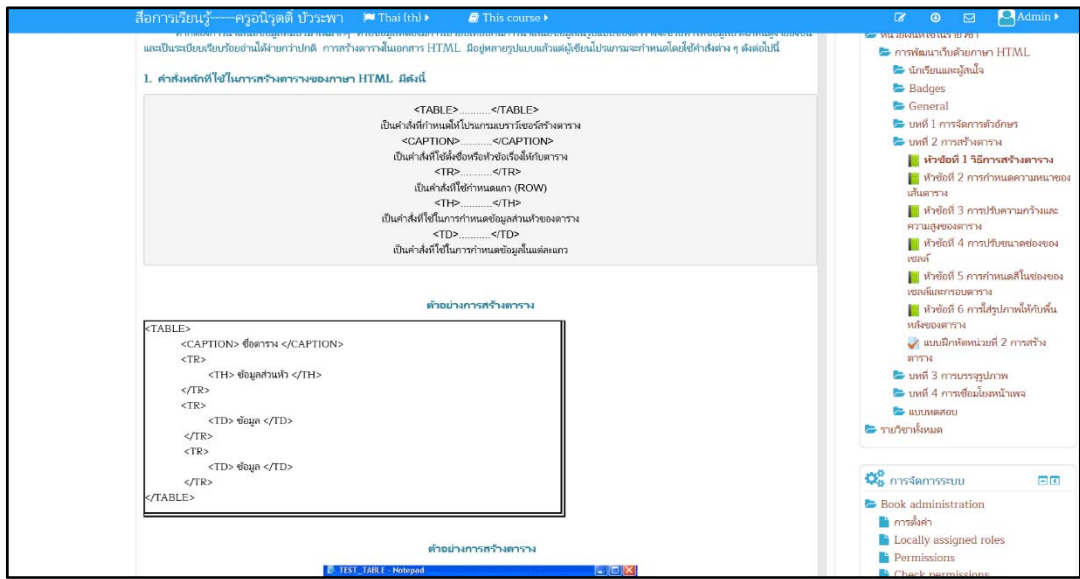 สื่อการเรียนรู้-----ครูอนิรุตติ์ บัวระพา
Thai (th)
This course
Admin
และเป็นระเบียบเรียบร้อยอ่านได้ง่ายกว่าปกติ การสร้างตารางในเอกสาร HTML มีอยู่หลายรูปแบบแล้วแต่ผู้เขียนโปรแกรมจะกำหนดโดยใช้คำสั่งต่าง ๆ ดังต่อไปนี้
1. คำสั่งหลักที่ใช้ในการสร้างตารางของภาษา HTML มีดังนี้
<TABLE>...........</TABLE>
เป็นคำสั่งที่กำหนดให้โปรแกรมเบราว์เซอร์สร้างตาราง
<CAPTION>...........</CAPTION>
เป็นคำสั่งที่ใช้ตั้งชื่อหรือหัวข้อเรื่องให้กับตาราง
<TR>...........</TR>
เป็นคำสั่งที่ใช้กำหนดแถว (ROW)
<TH>...........</TH>
เป็นคำสั่งที่ใช้ในการกำหนดข้อมูลส่วนหัวของตาราง
<TD>...........</TD>
เป็นคำสั่งที่ใช้ในการกำหนดข้อมูลในแต่ละแถว
ตัวอย่างการสร้างตาราง
<TABLE>
<CAPTION> ชื่อตาราง </CAPTION>
<TR>
<TH> ข้อมูลส่วนหัว </TH>
</TR>
<TR>
<TD> ข้อมูล </TD>
</TR>
<TR>
<TD> ข้อมูล </TD>
</TR>
</TABLE>
ตัวอย่างการสร้างตาราง
TEST_TABLE - Notepad
การพัฒนาเว็บด้วยภาษา HTML
นักเรียนและผู้สนใจ
Badges
General
บทที่ 1 การจัดการตัวอักษร
บทที่ 2 การสร้างตาราง
หัวข้อที่ 1 วิธีการสร้างตาราง
หัวข้อที่ 2 การกำหนดความหนาของ
เส้นตาราง
หัวข้อที่ 3 การปรับความกว้างและ
ความสูงของตาราง
หัวข้อที่ 4 การปรับขนาดช่องของ
เซลล์
หัวข้อที่ 5 การกำหนดสีในช่องของ
เซลล์และกรอบตาราง
หัวข้อที่ 6 การใส่รูปภาพให้กับพื้น
หลังของตาราง
แบบฝึกหัดหน่วยที่ 2 การสร้าง
ตาราง
บทที่ 3 การบรรจุรูปภาพ
บทที่ 4 การเชื่อมโยงหน้าเพจ
แบบทดสอบ
รายวิชาทั้งหมด
การจัดการระบบ
Book administration
การตั้งค่า
Locally assigned roles
Permissions
Check permissions